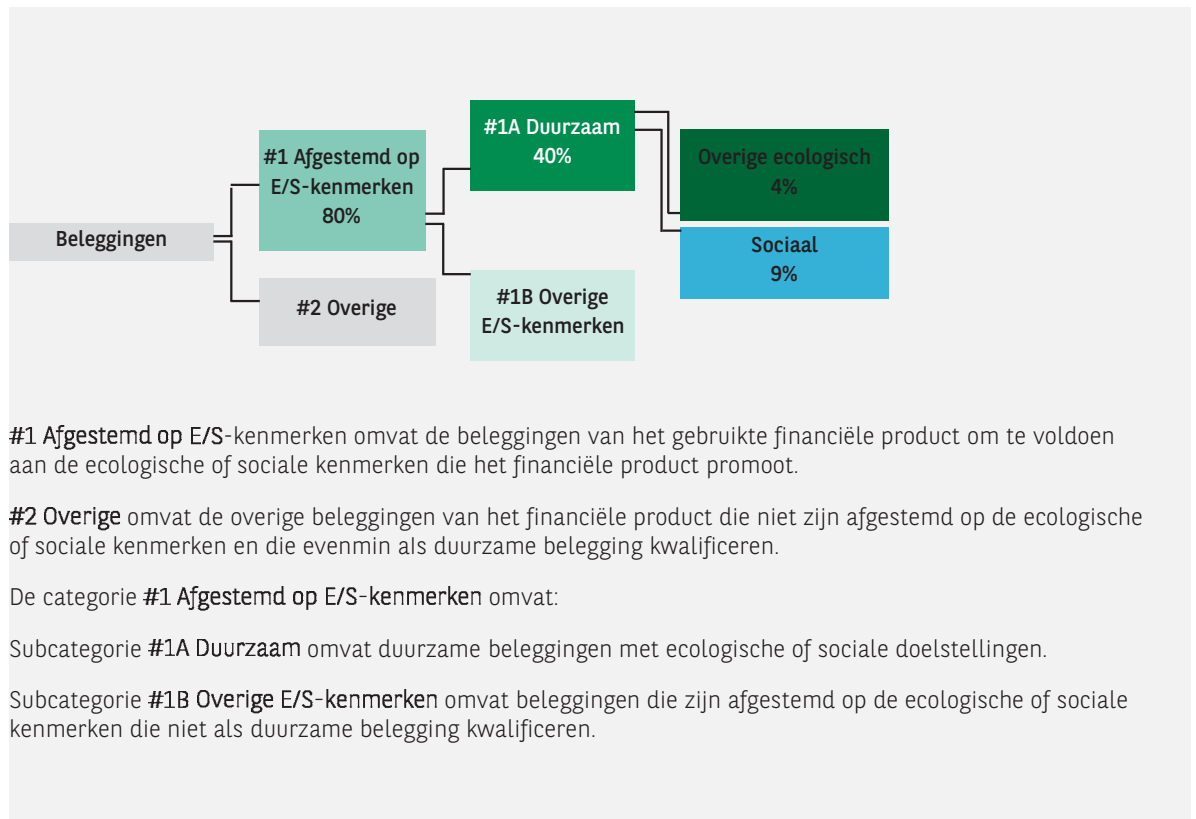 Beleggingen
#1 Afgestemd op
E/S-kenmerken
80%
#2 Overige
#1A Duurzaam
40%
#1B Overige
E/S-kenmerken
Overige ecologisch
4%
Sociaal
9%
#1 Afgestemd op E/S-kenmerken omvat de beleggingen van het gebruikte financiële product om te voldoen
aan de ecologische of sociale kenmerken die het financiële product promoot.
#2 Overige omvat de overige beleggingen van het financiële product die niet zijn afgestemd op de ecologische
of sociale kenmerken en die evenmin als duurzame belegging kwalificeren.
De categorie #1 Afgestemd op E/S-kenmerken omvat:
Subcategorie #1A Duurzaam omvat duurzame beleggingen met ecologische of sociale doelstellingen.
Subcategorie #1B Overige E/S-kenmerken omvat beleggingen die zijn afgestemd op de ecologische of sociale
kenmerken die niet als duurzame belegging kwalificeren.